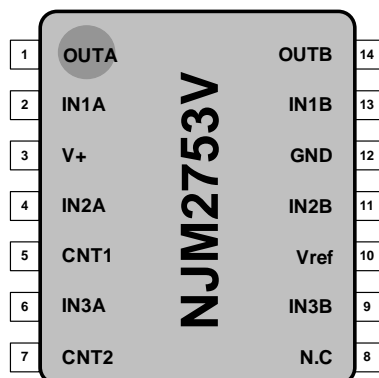 1 OUTA OUTB 14
2 IN1A IN1B 13
3 V+ GND 12
4 IN2A IN2B 11
5 CNT1 Vref 10
6 IN3A IN3B 9
7 CNT2 N.C 8
NJM2753V